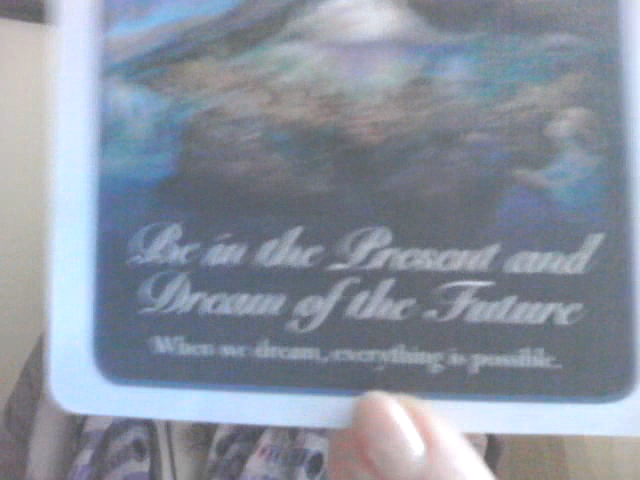 Be in the Present and
Dream of the Future
When we dream, everything is possible.